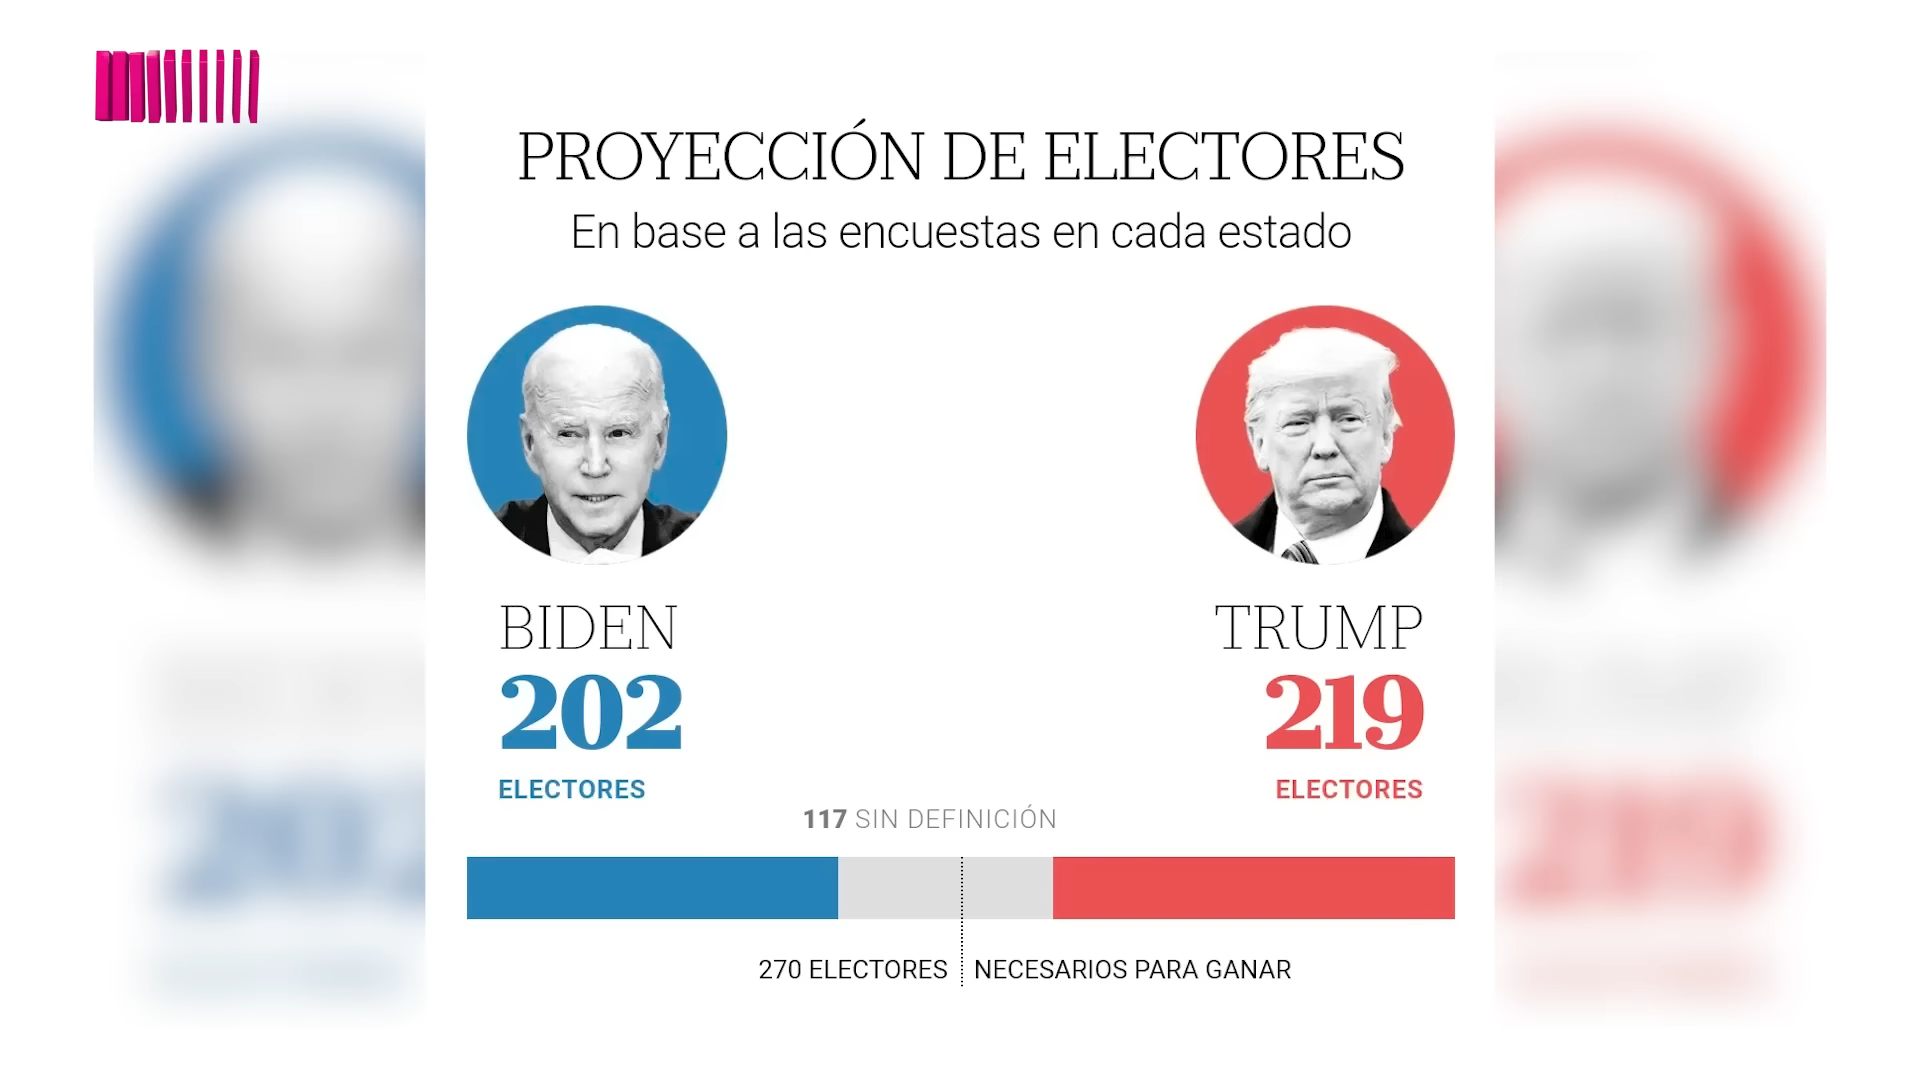 PROYECCIÓN DE ELECTORES
En base a las encuestas en cada estado
BIDEN
202
ELECTORES
TRUMP
219
ELECTORES
117 SIN DEFINICIÓN
270 ELECTORES NECESARIOS PARA GANAR